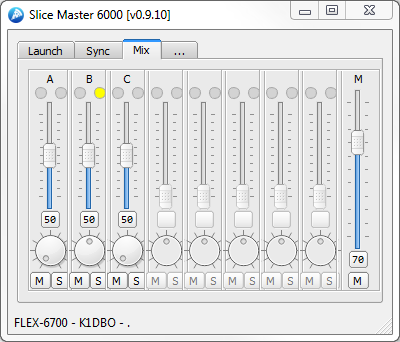 Slice Master 6000 [v0.9.10]
Launch Sync Mix ...
A B C M
50 50 50
70
M S M S M S M S M S M S M S M S M
FLEX-6700 - K1DBO - .